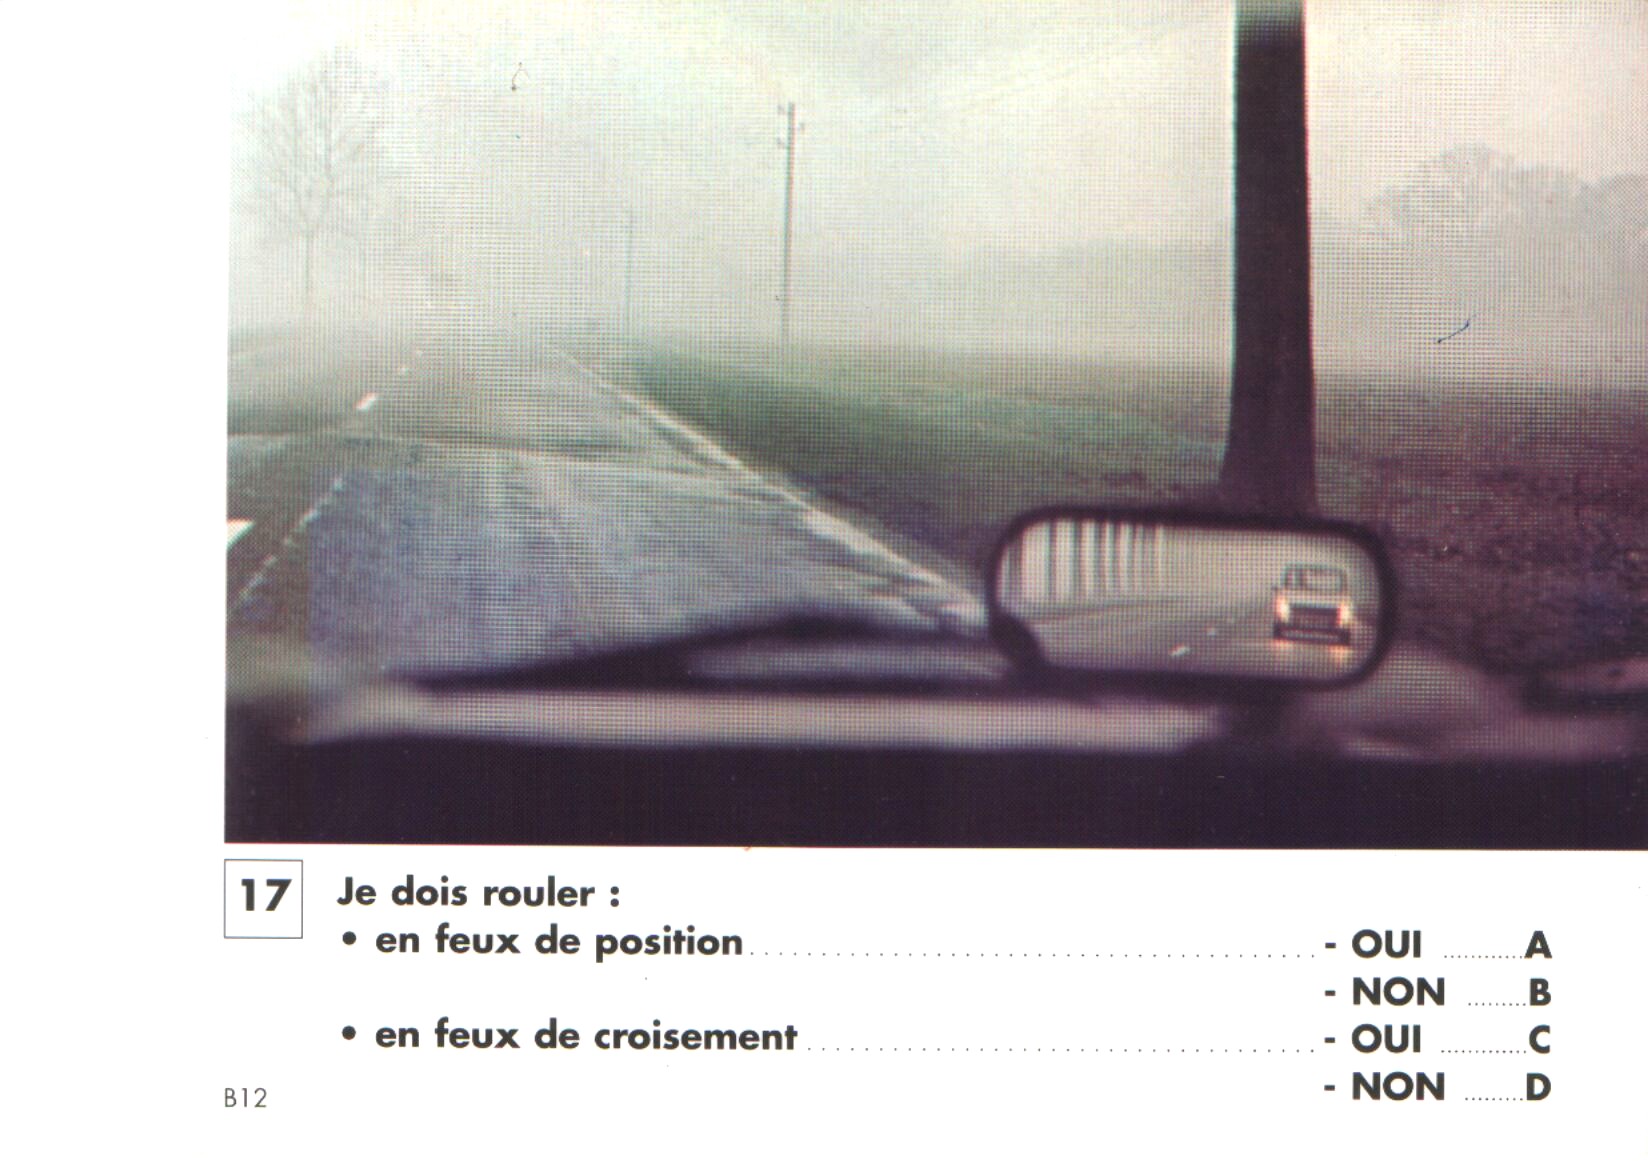 17 Je dois rouler :
• en feux de position - OUI A
- NON B
• en feux de croisement - OUI C
- NON D
B12